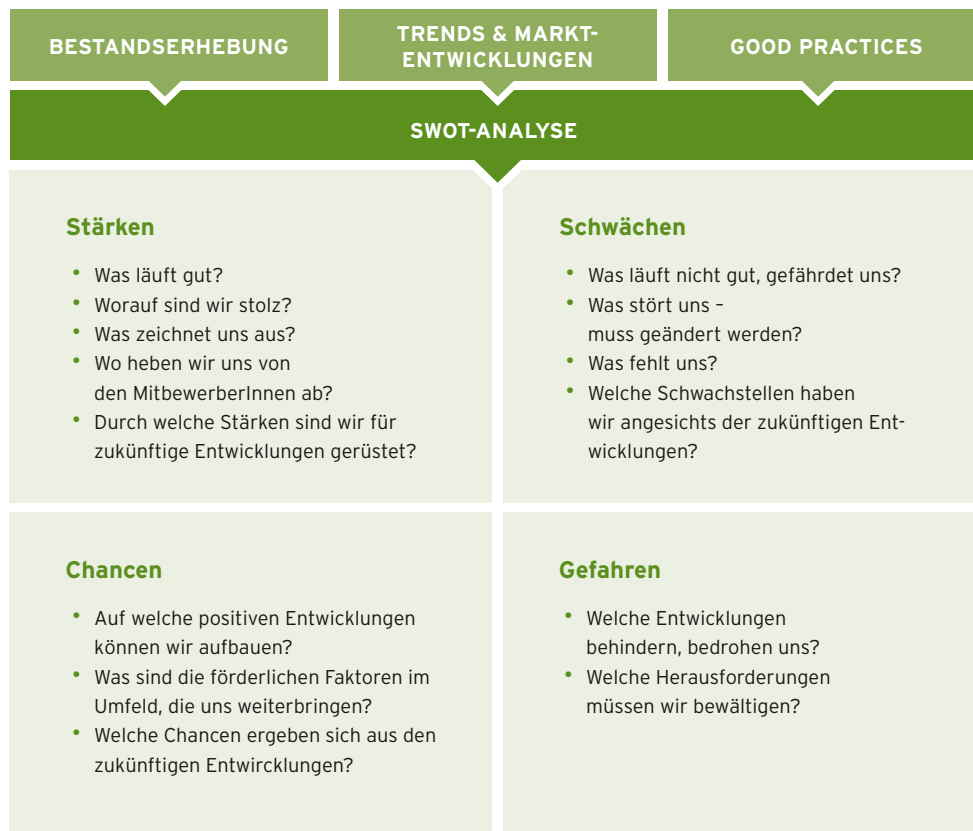 BESTANDSERHEBUNG
TRENDS & MARKT-
ENTWICKLUNGEN
GOOD PRACTICES
SWOT-ANALYSE
Stärken
• Was läuft gut?
• Worauf sind wir stolz?
• Was zeichnet uns aus?
• Wo heben wir uns von
den MitbewerberInnen ab?
• Durch welche Stärken sind wir für
zukünftige Entwicklungen gerüstet?
Schwächen
• Was läuft nicht gut, gefährdet uns?
• Was stört uns –
muss geändert werden?
• Was fehlt uns?
• Welche Schwachstellen haben
wir angesichts der zukünftigen Ent-
wicklungen?
Chancen
• Auf welche positiven Entwicklungen
können wir aufbauen?
• Was sind die förderlichen Faktoren im
Umfeld, die uns weiterbringen?
• Welche Chancen ergeben sich aus den
zukünftigen Entwircklungen?
Gefahren
• Welche Entwicklungen
behindern, bedrohen uns?
• Welche Herausforderungen
müssen wir bewältigen?